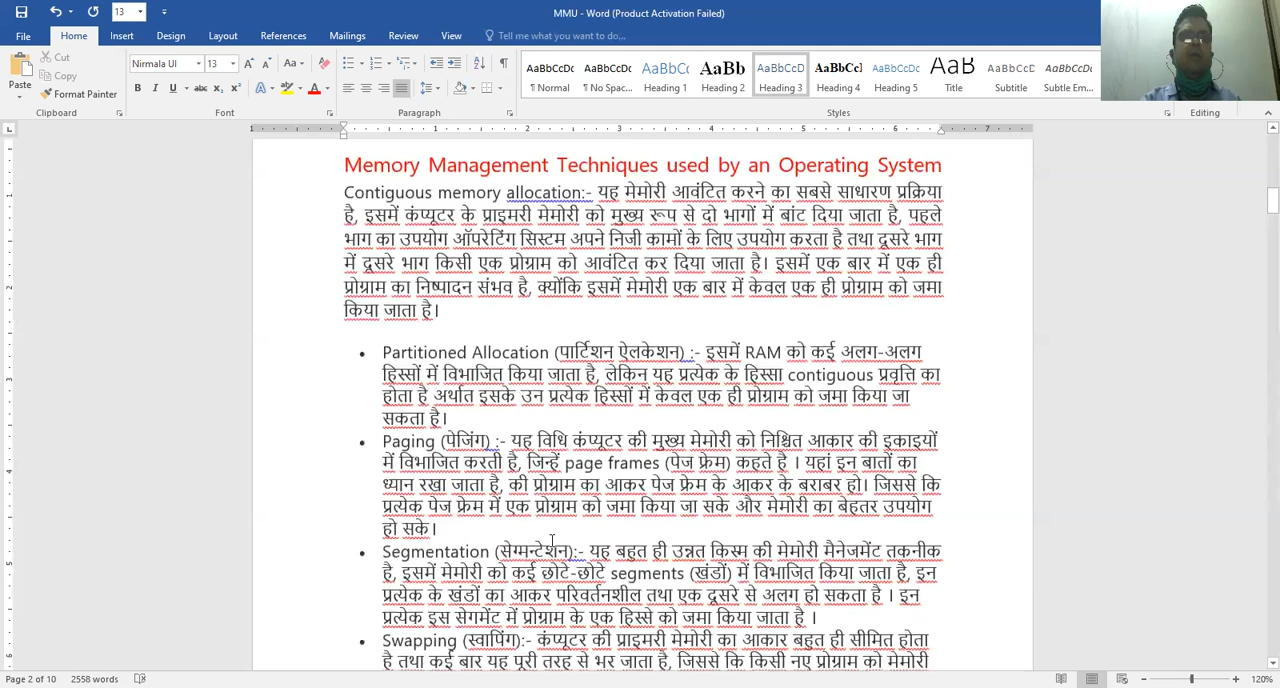 13
MMU - Word (Product Activation Failed)
File Home Insert Design Layout References Mailings Review View Tell me what you want to do...
Paste
Cut
Copy
Format Painter
Clipboard
Nirmala UI 13
Font
Paragraph
AaBbCcDc ¶ Normal
AaBbCcDc ¶ No Spac...
AaBbCc Heading 1
AaBb Heading 2
AaBbCcD Heading 3
AaBbCcI Heading 4
AaBbCcDc Heading 5
AaB Title
AaBbCcD Subtitle
AaBbCcDc Subtle Em...
Styles
Editing
Memory Management Techniques used by an Operating System
Contiguous memory allocation:- यह मेमोरी आवंटित करने का सबसे साधारण प्रक्रिया
है, इसमें कंप्यूटर के प्राइमरी मेमोरी को मुख्य रूप से दो भागों में बांट दिया जाता है, पहले
भाग का उपयोग ऑपरेटिंग सिस्टम अपने निजी कामों के लिए उपयोग करता है तथा दूसरे भाग
में दूसरे भाग किसी एक प्रोग्राम को आवंटित कर दिया जाता है। इसमें एक बार में एक ही
प्रोग्राम का निष्पादन संभव है, क्योंकि इसमें मेमोरी एक बार में केवल एक ही प्रोग्राम को जमा
किया जाता है।
• Partitioned Allocation (पार्टिशन ऐलकेशन) :- इसमें RAM को कई अलग-अलग
हिस्सों में विभाजित किया जाता है, लेकिन यह प्रत्येक के हिस्सा contiguous प्रवृत्ति का
होता है अर्थात इसके उन प्रत्येक हिस्सों में केवल एक ही प्रोग्राम को जमा किया जा
सकता है।
• Paging (पेजिंग) :- यह विधि कंप्यूटर की मुख्य मेमोरी को निश्चित आकार की इकाइयों
में विभाजित करती है, जिन्हें page frames (पेज फ्रेम) कहते है । यहां इन बातों का
ध्यान रखा जाता है, की प्रोग्राम का आकर पेज फ्रेम के आकर के बराबर हो। जिससे कि
प्रत्येक पेज फ्रेम में एक प्रोग्राम को जमा किया जा सके और मेमोरी का बेहतर उपयोग
हो सके।
• Segmentation (सेग्मन्टेशन):- यह बहुत ही उन्नत किस्म की मेमोरी मैनेजमेंट तकनीक
है, इसमें मेमोरी को कई छोटे-छोटे segments (खंडों) में विभाजित किया जाता है, इन
प्रत्येक के खंडों का आकर परिवर्तनशील तथा एक दूसरे से अलग हो सकता है । इन
प्रत्येक इस सेगमेंट में प्रोग्राम के एक हिस्से को जमा किया जाता है ।
• Swapping (स्वापिंग):- कंप्यूटर की प्राइमरी मेमोरी का आकार बहुत ही सीमित होता
है तथा कई बार यह पूरी तरह से भर जाता है, जिससे कि किसी नए प्रोग्राम को मेमोरी
Page 2 of 10 2558 words 120%